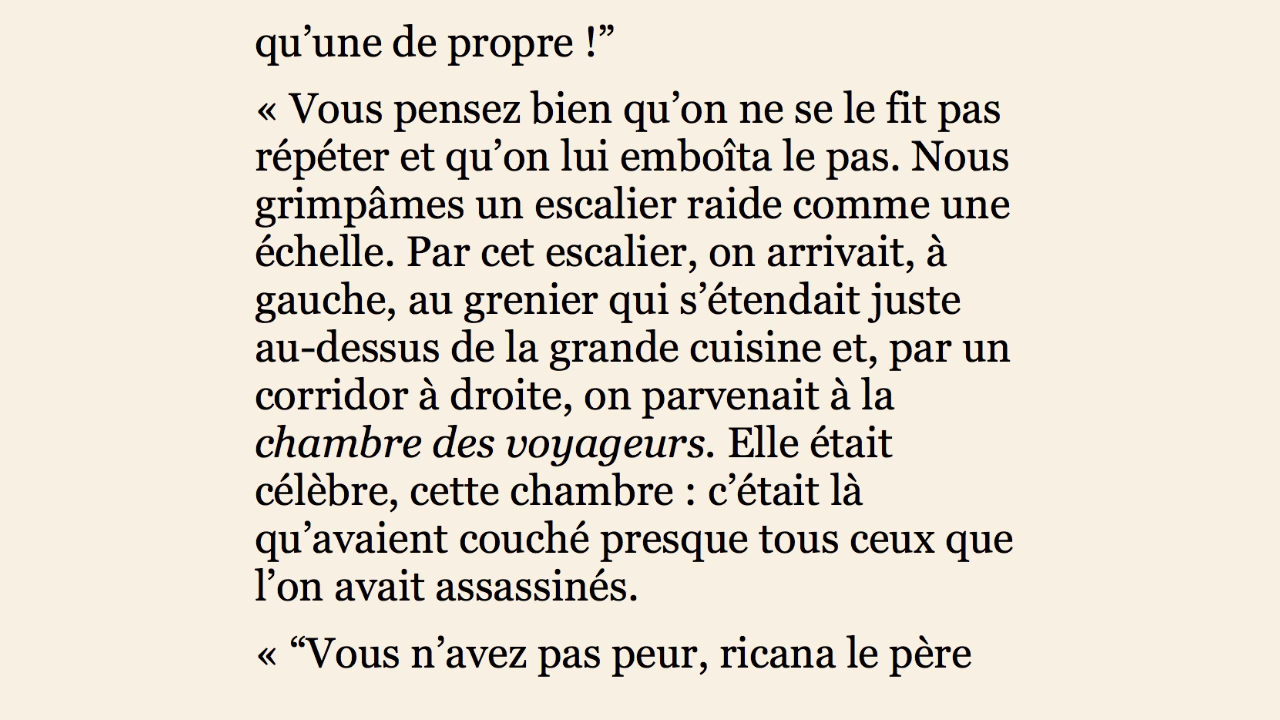 qu’une de propre !”
« Vous pensez bien qu’on ne se le fit pas
répéter et qu’on lui emboîta le pas. Nous
grimpâmes un escalier raide comme une
échelle. Par cet escalier, on arrivait, à
gauche, au grenier qui s’étendait juste
au-dessus de la grande cuisine et, par un
corridor à droite, on parvenait à la
chambre des voyageurs. Elle était
célèbre, cette chambre : c’était là
qu’avaient couché presque tous ceux que
l’on avait assassinés.
« “Vous n’avez pas peur, ricana le père